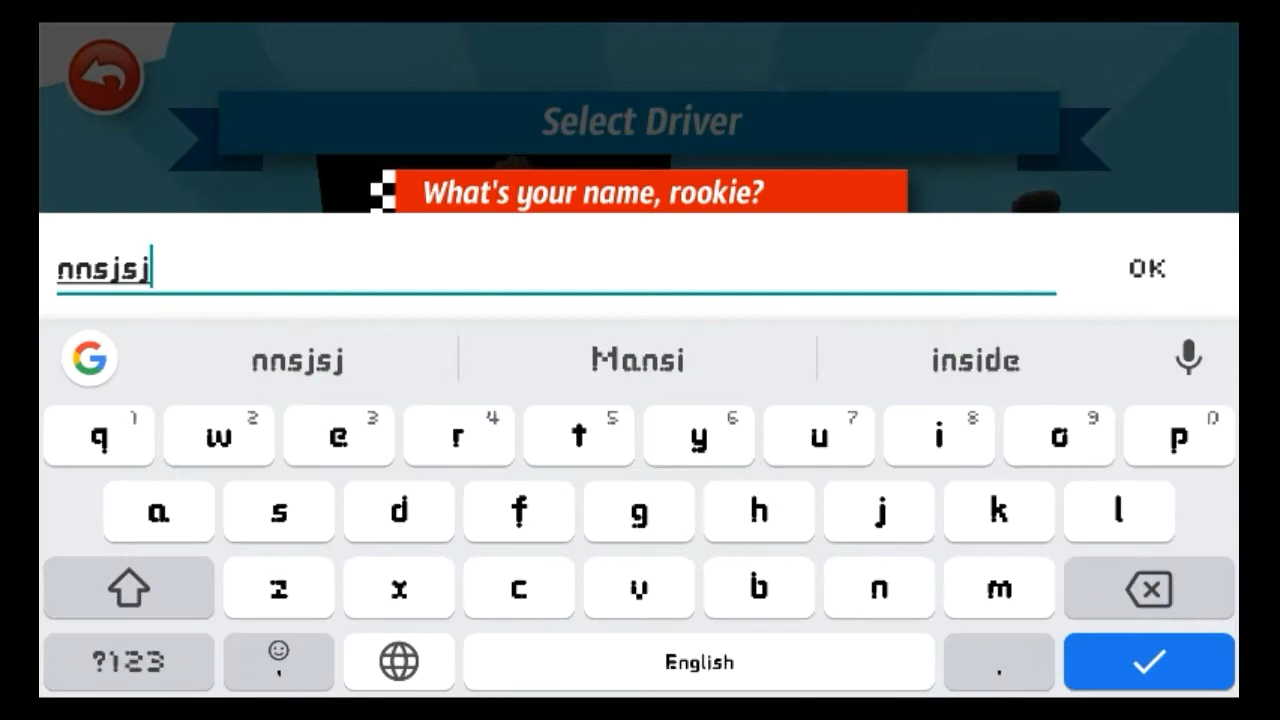 Select Driver
What's your name, rookie?
nnsjsj OK
nnsjsj Mansi inside
q 1 w 2 e 3 r 4 t 5 y 6 u 7 i 8 o 9 p 0
a s d f g h j k l
z x c v b n m
?123 , English .